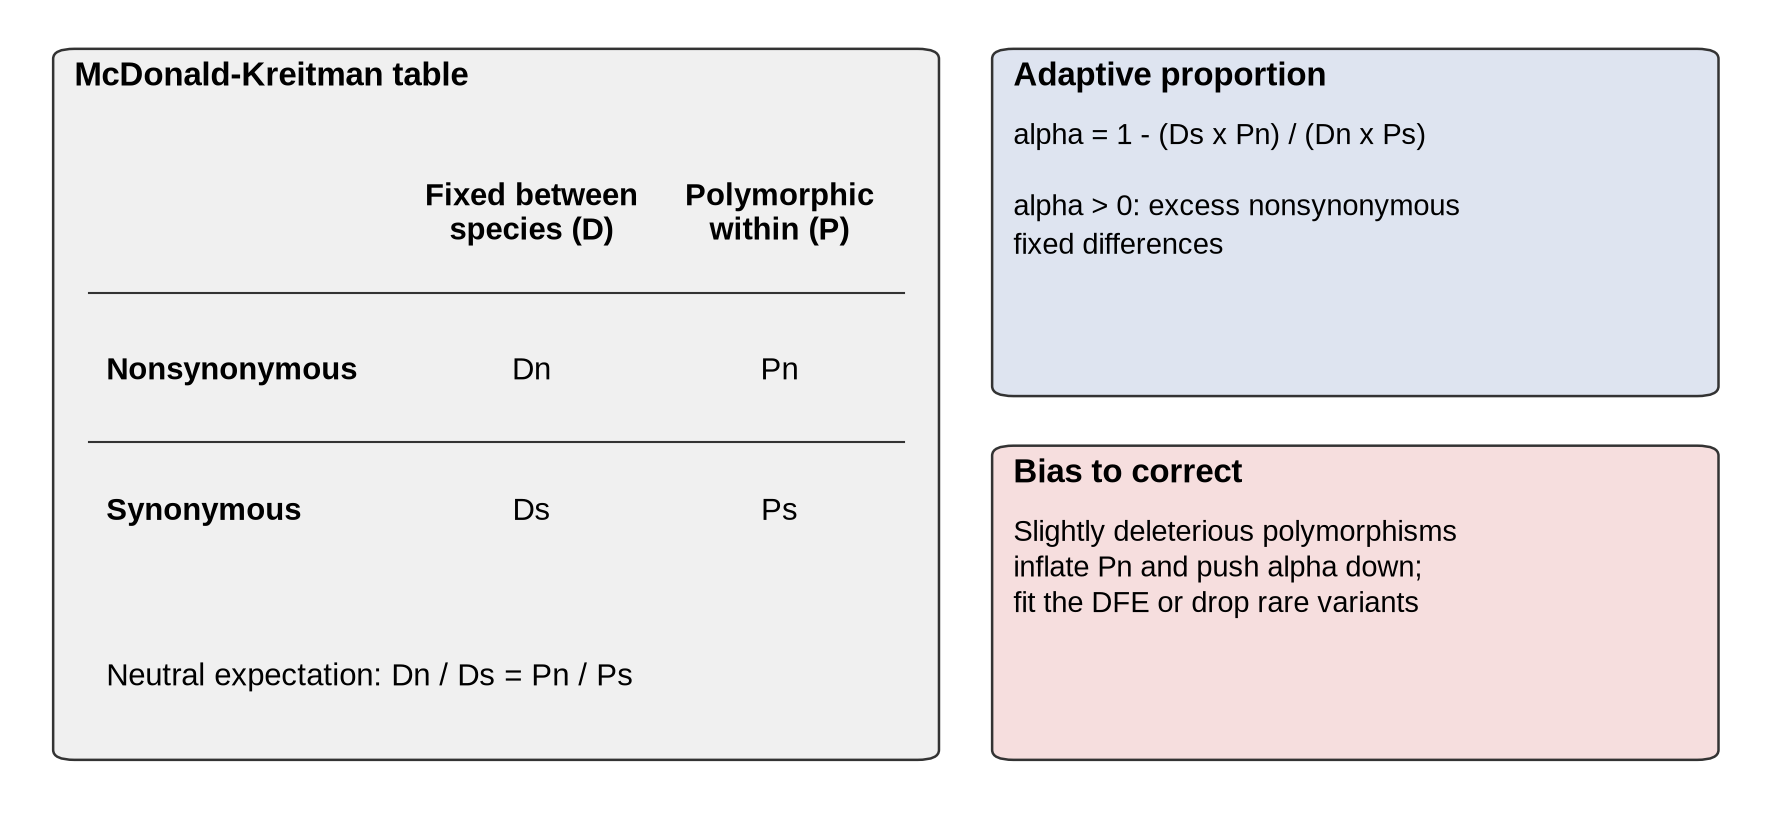 McDonald-Kreitman table
Fixed between
species (D)
Polymorphic
within (P)
Nonsynonymous
Dn
Pn
Synonymous
Ds
Ps
Neutral expectation: Dn / Ds = Pn / Ps
Adaptive proportion
alpha = 1 - (Ds x Pn) / (Dn x Ps)
alpha > 0: excess nonsynonymous
fixed differences
Bias to correct
Slightly deleterious polymorphisms
inflate Pn and push alpha down;
fit the DFE or drop rare variants